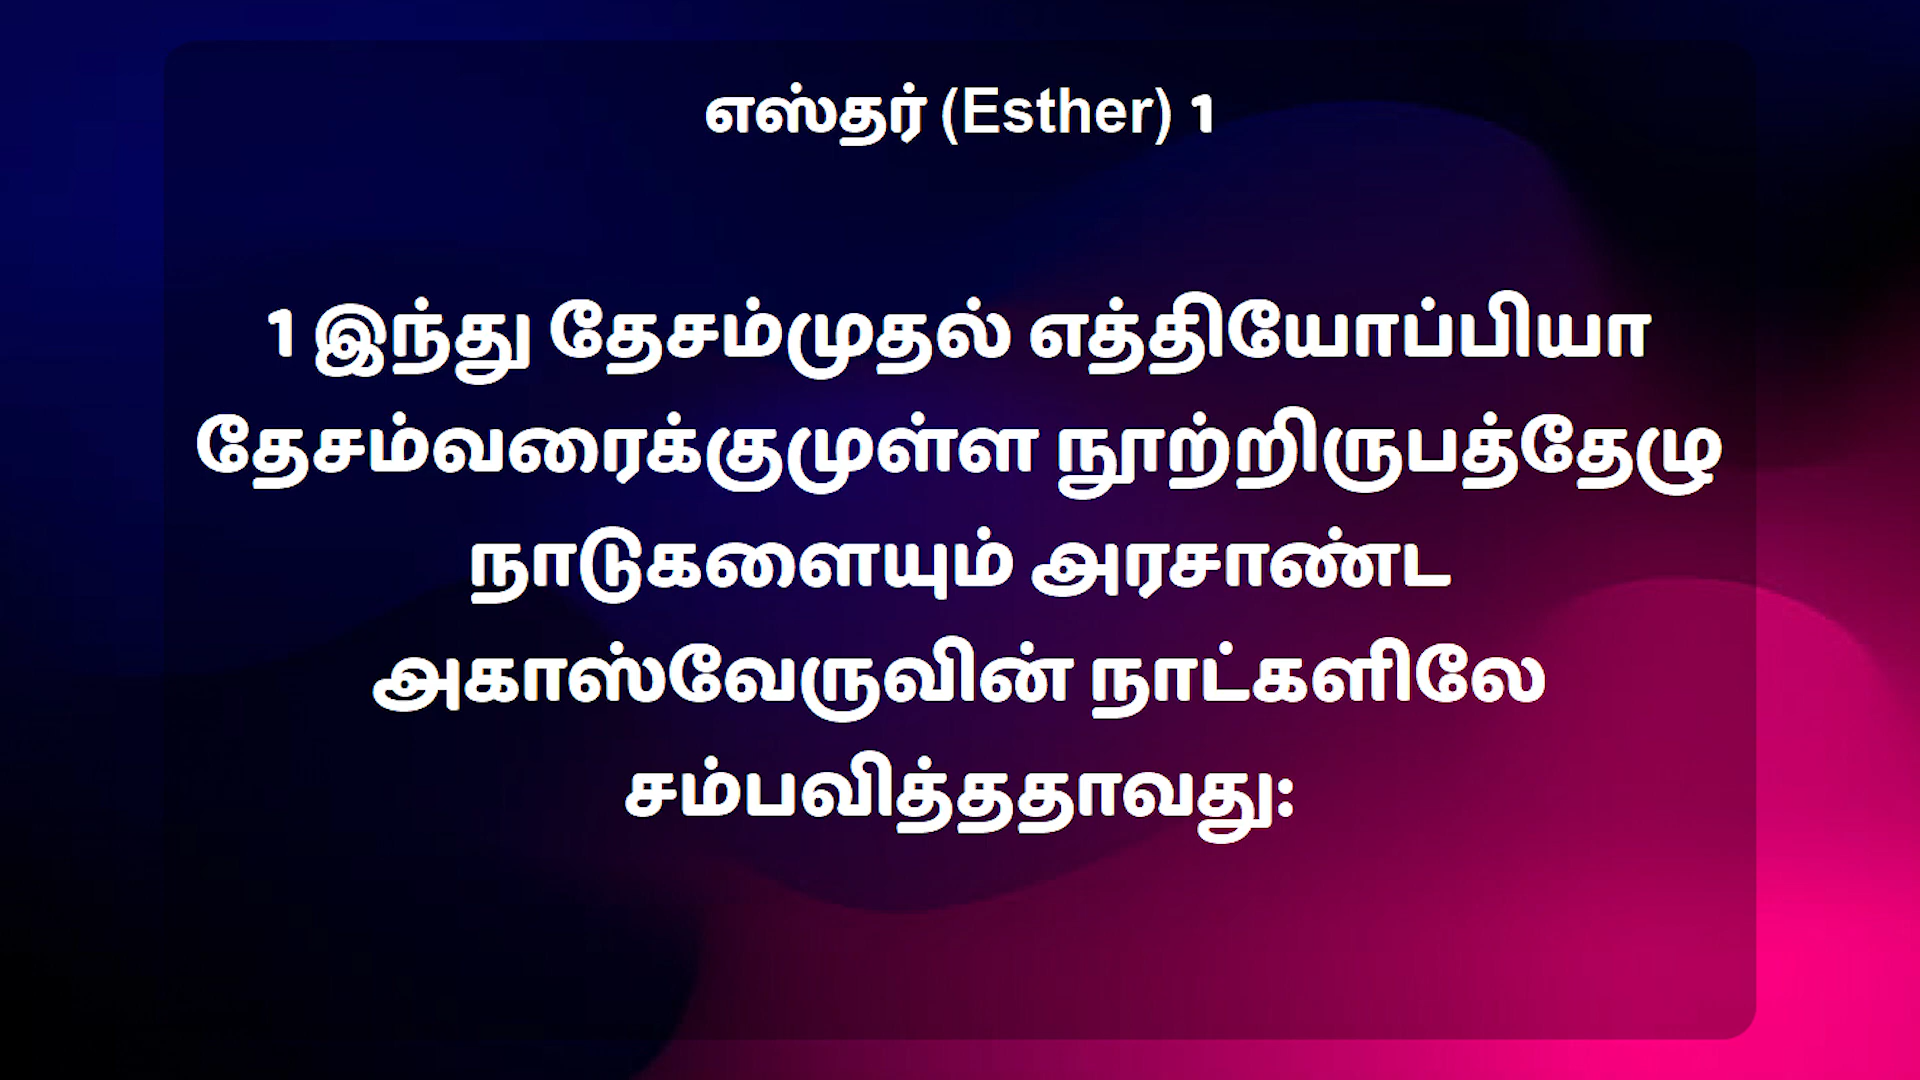 எஸ்தர் (Esther) 1
1 இந்து தேசம்முதல் எத்தியோப்பியா
தேசம்வரைக்குமுள்ள நூற்றிருபத்தேழு
நாடுகளையும் அரசாண்ட
அகாஸ்வேருவின் நாட்களிலே
சம்பவித்ததாவது: